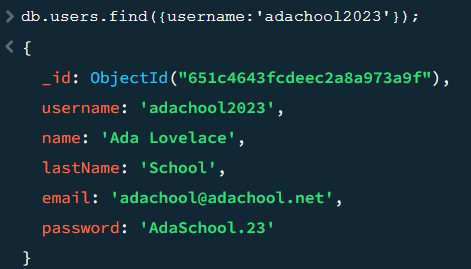 > db.users.find({username:'adachool2023'});
< {
_id: ObjectId("651c4643fcdeec2a8a973a9f"),
username: 'adachool2023',
name: 'Ada Lovelace',
lastName: 'School',
email: 'adachool@adachool.net',
password: 'AdaSchool.23'
}